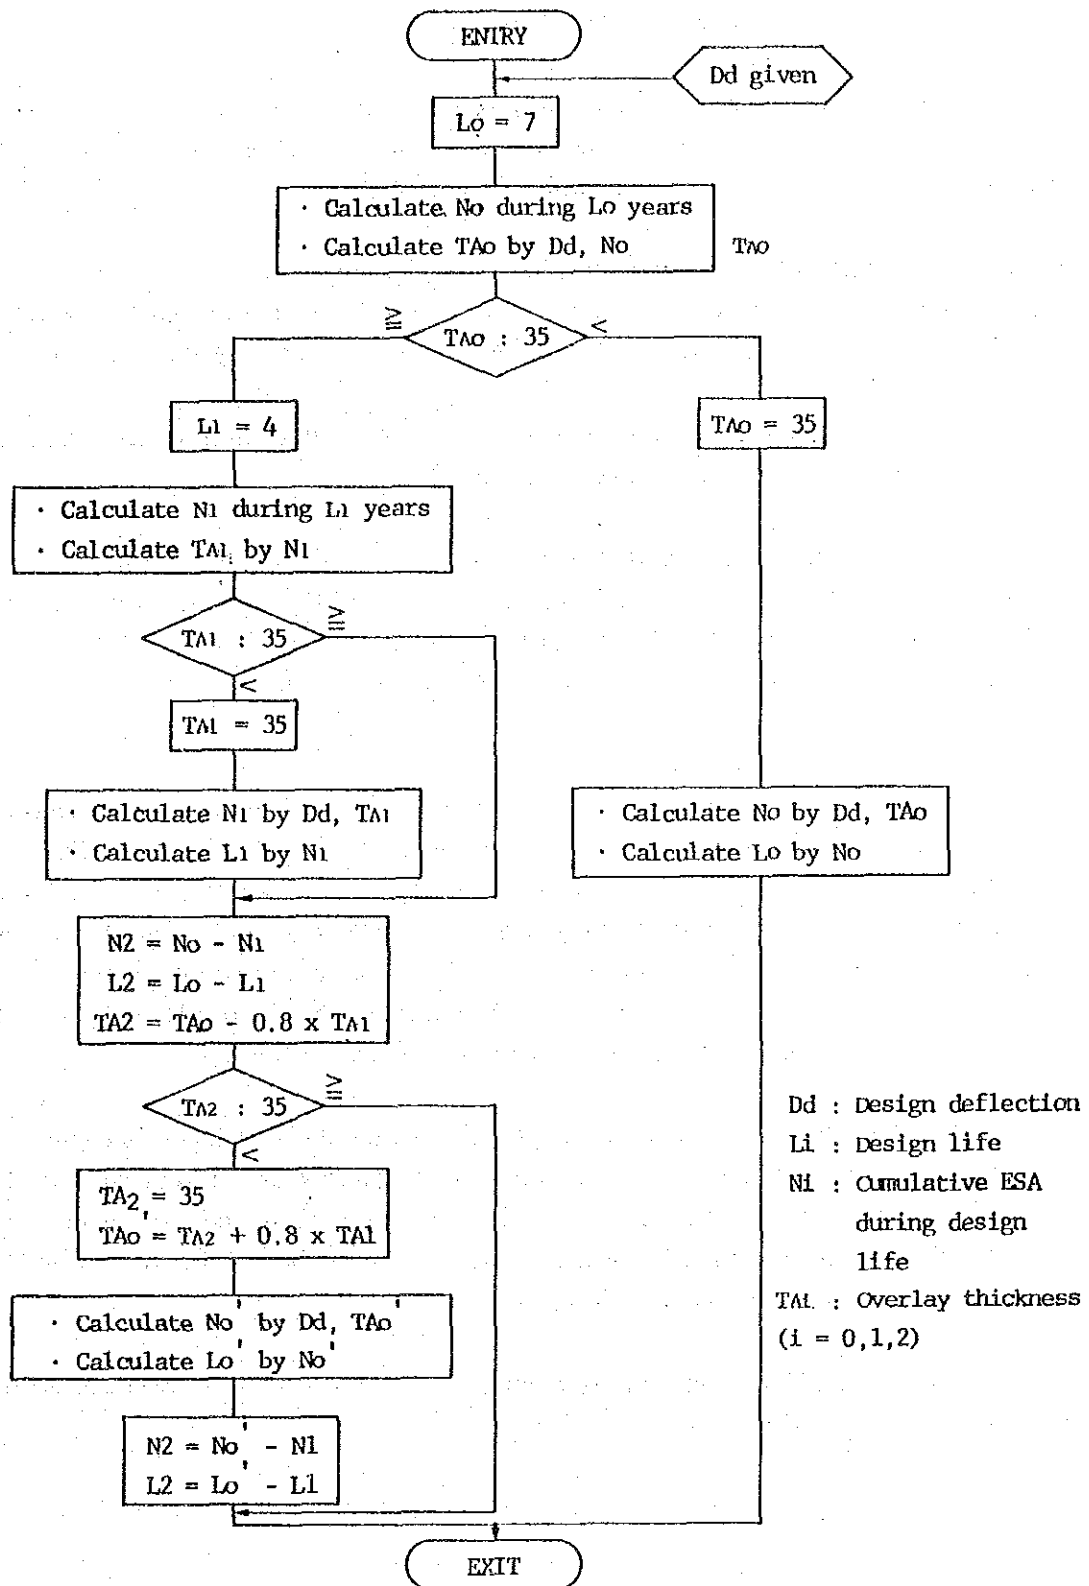 ENTRY
Dd given
Lo = 7
· Calculate No during Lo years
· Calculate TAo by Dd, No
TAo
TAo : 35
≧
<
L1 = 4
TAo = 35
· Calculate N1 during L1 years
· Calculate TA1 by N1
TA1 : 35
≧
<
TA1 = 35
· Calculate N1 by Dd, TA1
· Calculate L1 by N1
· Calculate No by Dd, TAo
· Calculate Lo by No
N2 = No - N1
L2 = Lo - L1
TA2 = TAo - 0.8 x TA1
TA2 : 35
≧
<
TA2 = 35
TAo' = TA2 + 0.8 x TA1
· Calculate No' by Dd, TAo'
· Calculate Lo' by No'
N2 = No' - N1
L2 = Lo' - L1
Dd : Design deflection
Li : Design life
Ni : Cumulative ESA
during design
life
TAi : Overlay thickness
(i = 0,1,2)
EXIT